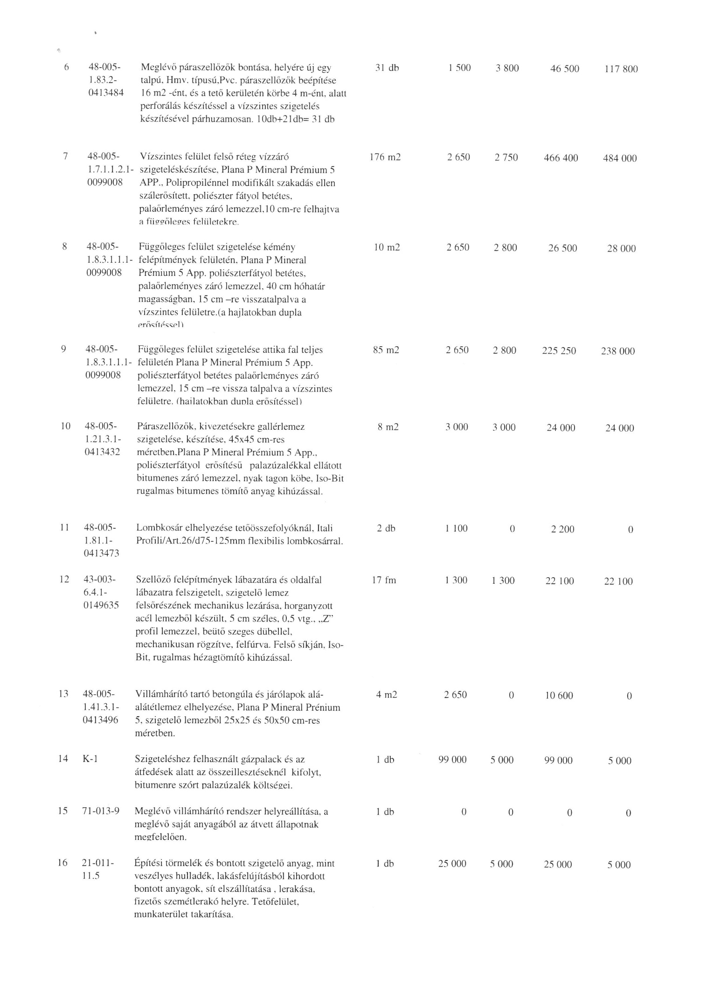 6 48-005- Meglévő páraszellőzők bontása, helyére új egy 31 db 1 500 3 800 46 500 117 800
1.83.2- talpú, Hmv. típusú,Pvc. páraszellőzők beépítése
0413484 16 m2 -ént, és a tető kerületén körbe 4 m-ént, alatt
perforálás készítéssel a vízszintes szigetelés
készítésével párhuzamosan. 10db+21db= 31 db
7 48-005- Vízszintes felület felső réteg vízzáró 176 m2 2 650 2 750 466 400 484 000
1.7.1.1.2.1- szigeteléskészítése, Plana P Mineral Prémium 5
0099008 APP., Polipropilénnel modifikált szakadás ellen
szálerősített, poliészter fátyol betétes,
palaőrleményes záró lemezzel,10 cm-re felhajtva
a függőleges felületekre.
8 48-005- Függőleges felület szigetelése kémény 10 m2 2 650 2 800 26 500 28 000
1.8.3.1.1.1- felépítmények felületén, Plana P Mineral
0099008 Prémium 5 App. poliészterfátyol betétes,
palaőrleményes záró lemezzel, 40 cm hóhatár
magasságban, 15 cm –re visszatalpalva a
vízszintes felületre.(a hajlatokban dupla
erősítéssel)
9 48-005- Függőleges felület szigetelése attika fal teljes 85 m2 2 650 2 800 225 250 238 000
1.8.3.1.1.1- felületén Plana P Mineral Prémium 5 App.
0099008 poliészterfátyol betétes palaőrleményes záró
lemezzel, 15 cm –re vissza talpalva a vízszintes
felületre. (hajlatokban dupla erősítéssel)
10 48-005- Páraszellőzők, kivezetésekre gallérlemez 8 m2 3 000 3 000 24 000 24 000
1.21.3.1- szigetelése, készítése, 45x45 cm-res
0413432 méretben,Plana P Mineral Prémium 5 App.,
poliészterfátyol erősítésű palazúzalékkal ellátott
bitumenes záró lemezzel, nyak tagon köbe, Iso-Bit
rugalmas bitumenes tömítő anyag kihúzással.
11 48-005- Lombkosár elhelyezése tetőösszefolyóknál, Itali 2 db 1 100 0 2 200 0
1.81.1- Profili/Art.26/d75-125mm flexibilis lombkosárral.
0413473
12 43-003- Szellőző felépítmények lábazatára és oldalfal 17 fm 1 300 1 300 22 100 22 100
6.4.1- lábazatra felszigetelt, szigetelő lemez
0149635 felsőrészének mechanikus lezárása, horganyzott
acél lemezből készült, 5 cm széles, 0,5 vtg., „Z”
profil lemezzel, beütő szeges dübellel,
mechanikusan rögzítve, felfúrva. Felső síkján, Iso-
Bit, rugalmas hézagtömítő kihúzással.
13 48-005- Villámhárító tartó betongúla és járólapok alá- 4 m2 2 650 0 10 600 0
1.41.3.1- alátétlemez elhelyezése, Plana P Mineral Prénium
0413496 5, szigetelő lemezből 25x25 és 50x50 cm-res
méretben.
14 K-1 Szigeteléshez felhasznált gázpalack és az 1 db 99 000 5 000 99 000 5 000
átfedések alatt az összeillesztéseknél kifolyt,
bitumenre szórt palazúzalék költségei.
15 71-013-9 Meglévő villámhárító rendszer helyreállítása, a 1 db 0 0 0 0
meglévő saját anyagából az átvett állapotnak
megfelelően.
16 21-011- Építési törmelék és bontott szigetelő anyag, mint 1 db 25 000 5 000 25 000 5 000
11.5 veszélyes hulladék, lakásfelújításból kihordott
bontott anyagok, sít elszállítatása , lerakása,
fizetős szemétlerakó helyre. Tetőfelület,
munkaterület takarítása.